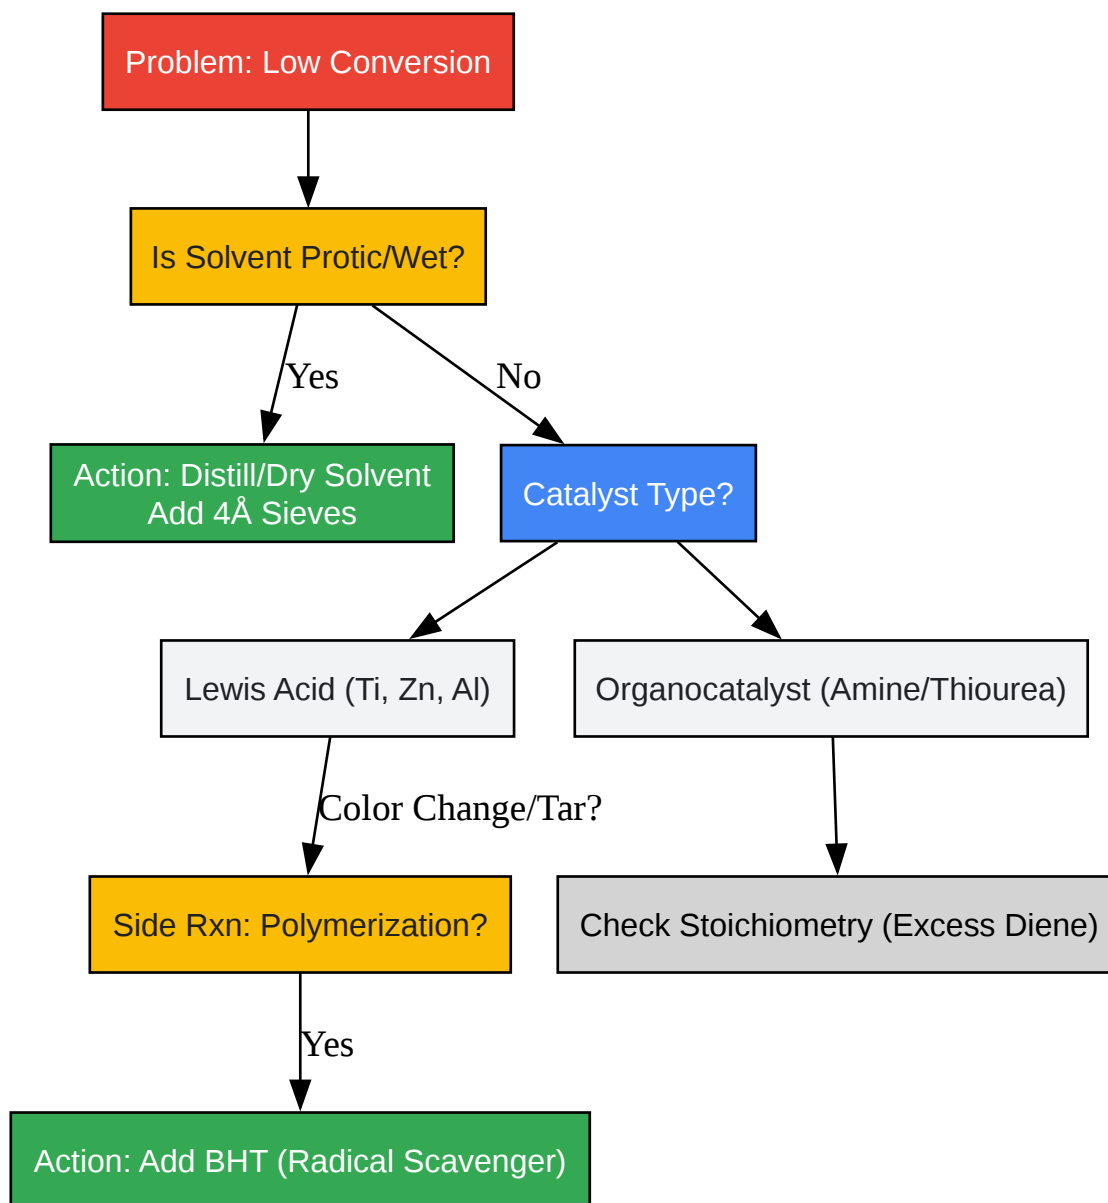 Problem: Low Conversion
Is Solvent Protic/Wet?
Yes
No
Action: Distill/Dry Solvent
Add 4Å Sieves
Catalyst Type?
Lewis Acid (Ti, Zn, Al)
Organocatalyst (Amine/Thiourea)
Color Change/Tar?
Side Rxn: Polymerization?
Check Stoichiometry (Excess Diene)
Yes
Action: Add BHT (Radical Scavenger)